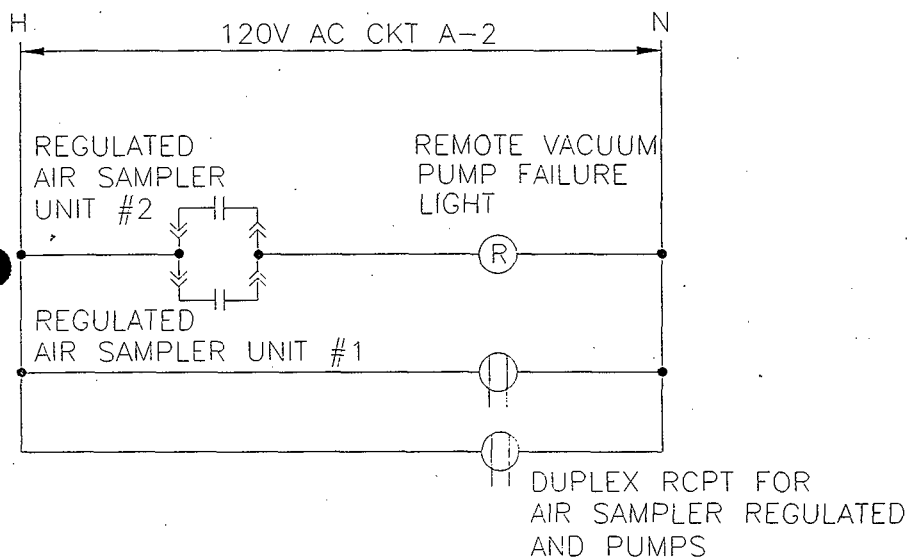 H
N
120V AC CKT A-2
REGULATED
AIR SAMPLER
UNIT #2
REMOTE VACUUM
PUMP FAILURE
LIGHT
R
REGULATED
AIR SAMPLER UNIT #1
DUPLEX RCPT FOR
AIR SAMPLER REGULATED
AND PUMPS